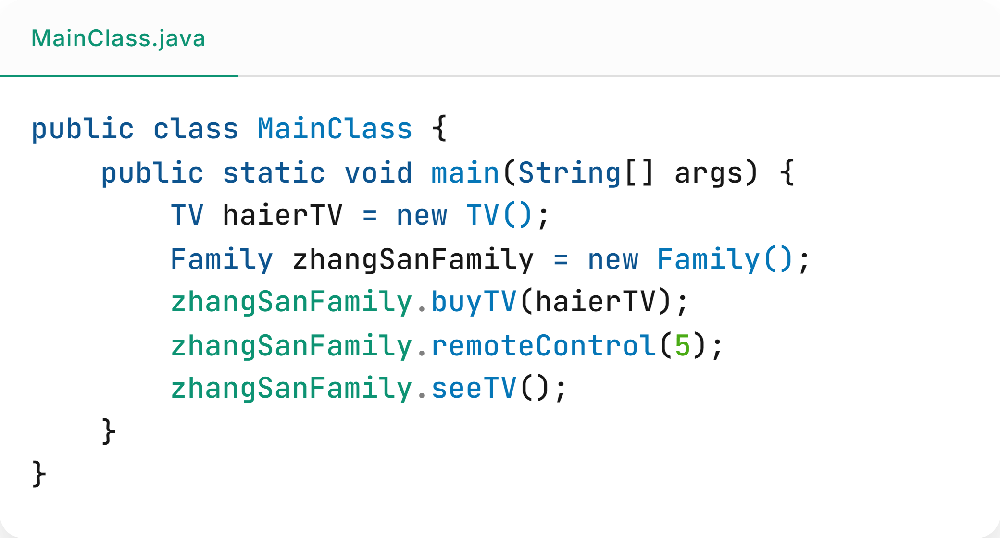 MainClass.java
public class MainClass {
    public static void main(String[] args) {
        TV haierTV = new TV();
        Family zhangSanFamily = new Family();
        zhangSanFamily.buyTV(haierTV);
        zhangSanFamily.remoteControl(5);
        zhangSanFamily.seeTV();
    }
}